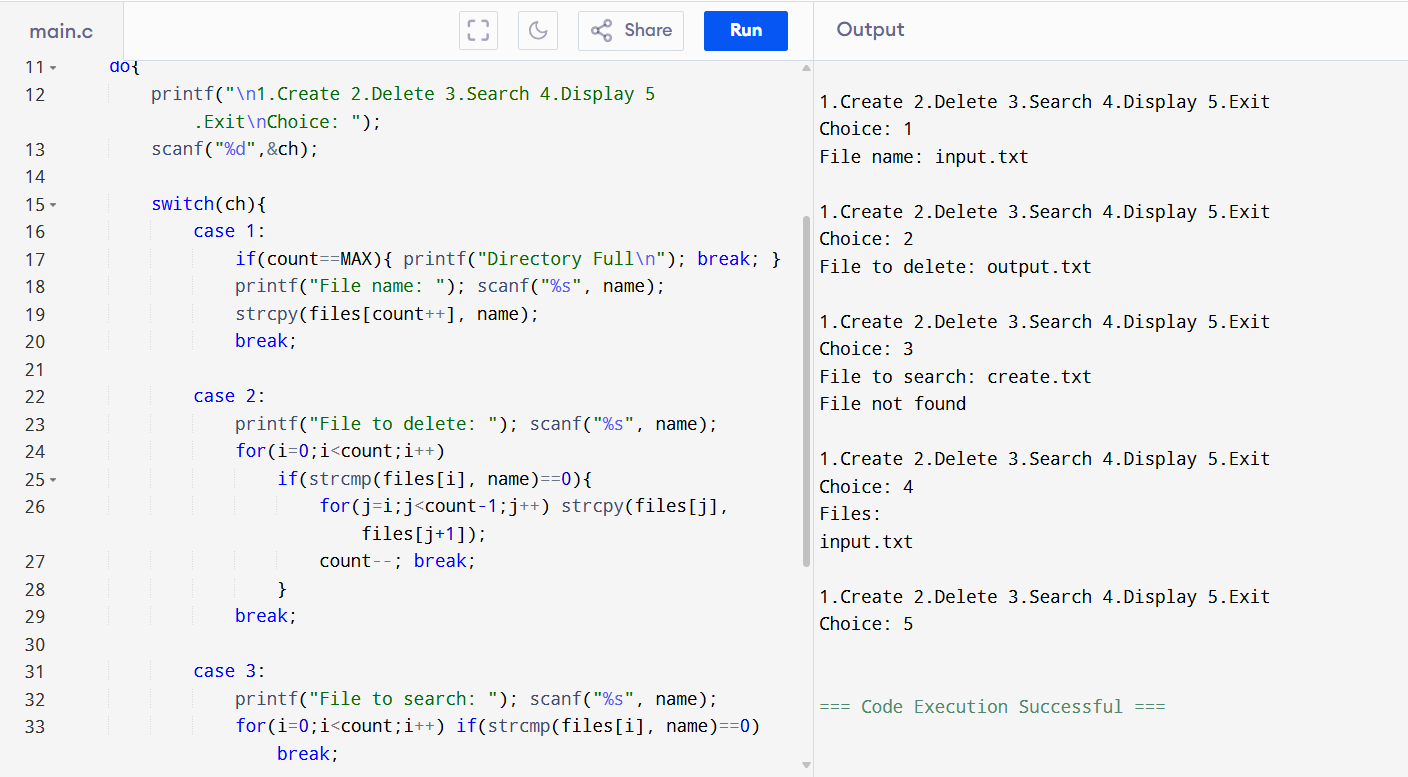 main.c
Share
Run
Output
11 do{
12 printf("\n1.Create 2.Delete 3.Search 4.Display 5
.Exit\nChoice: ");
13 scanf("%d",&ch);
14
15 switch(ch){
16 case 1:
17 if(count==MAX){ printf("Directory Full\n"); break; }
18 printf("File name: "); scanf("%s", name);
19 strcpy(files[count++], name);
20 break;
21
22 case 2:
23 printf("File to delete: "); scanf("%s", name);
24 for(i=0;i<count;i++)
25 if(strcmp(files[i], name)==0){
26 for(j=i;j<count-1;j++) strcpy(files[j],
files[j+1]);
27 count--; break;
28 }
29 break;
30
31 case 3:
32 printf("File to search: "); scanf("%s", name);
33 for(i=0;i<count;i++) if(strcmp(files[i], name)==0)
break;
1.Create 2.Delete 3.Search 4.Display 5.Exit
Choice: 1
File name: input.txt
1.Create 2.Delete 3.Search 4.Display 5.Exit
Choice: 2
File to delete: output.txt
1.Create 2.Delete 3.Search 4.Display 5.Exit
Choice: 3
File to search: create.txt
File not found
1.Create 2.Delete 3.Search 4.Display 5.Exit
Choice: 4
Files:
input.txt
1.Create 2.Delete 3.Search 4.Display 5.Exit
Choice: 5
=== Code Execution Successful ===